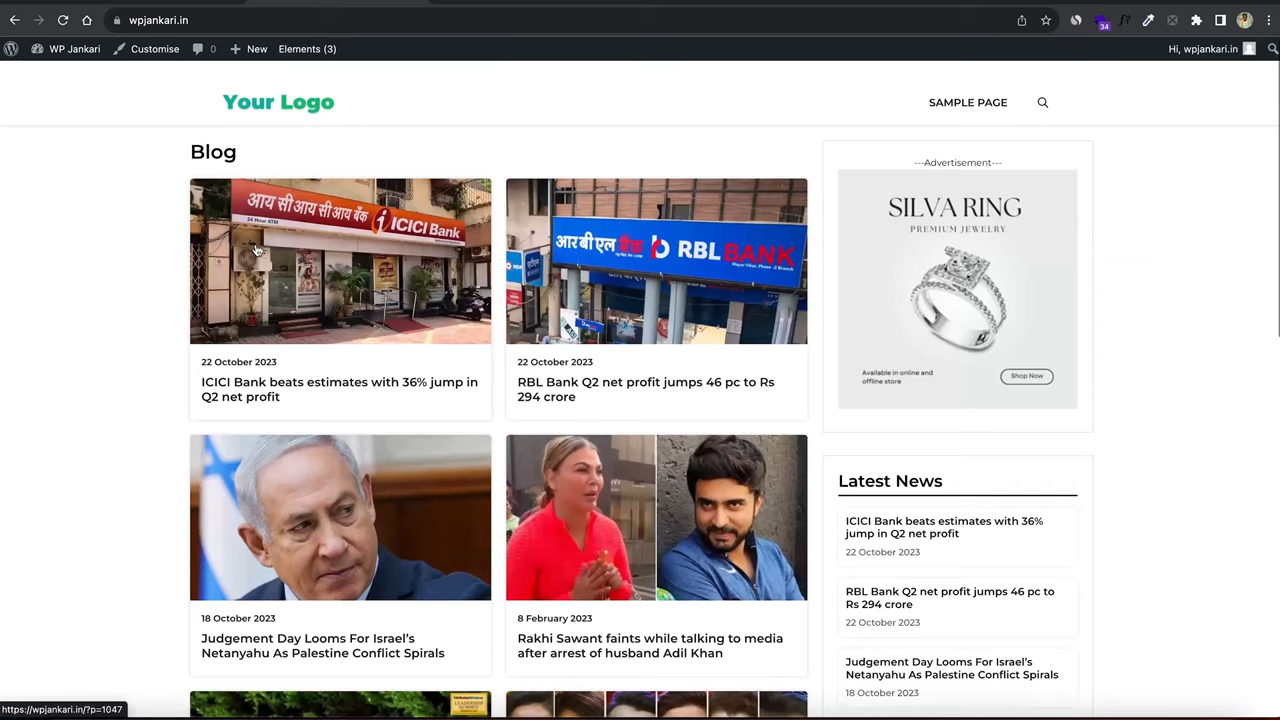 wpjankari.in
34
WP Jankari
Customise
0
New
Elements (3)
Hi, wpjankari.in
Your Logo
SAMPLE PAGE
Blog
---Advertisement---
SILVA RING
PREMIUM JEWELRY
Available in online and
offline store
Shop Now
आय सी आय सी आय बैंक
ICICI Bank
24 Hour ATM
आर बी एल बैंक
RBL BANK
Mayur Vihar, Phase -2 Branch
22 October 2023
ICICI Bank beats estimates with 36% jump in
Q2 net profit
22 October 2023
RBL Bank Q2 net profit jumps 46 pc to Rs
294 crore
18 October 2023
Judgement Day Looms For Israel's
Netanyahu As Palestine Conflict Spirals
8 February 2023
Rakhi Sawant faints while talking to media
after arrest of husband Adil Khan
Latest News
ICICI Bank beats estimates with 36%
jump in Q2 net profit
22 October 2023
RBL Bank Q2 net profit jumps 46 pc to
Rs 294 crore
22 October 2023
Judgement Day Looms For Israel's
Netanyahu As Palestine Conflict Spirals
18 October 2023
https://wpjankari.in/?p=1047